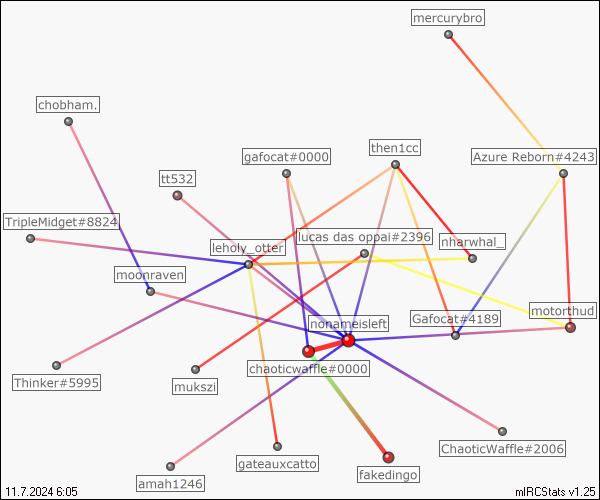 mercurybro
chobham.
then1cc
gafocat#0000
Azure Reborn#4243
tt532
TripleMidget#8824
lucas das oppai#2396
nharwhal_
leholy_otter
moonraven
motorthud
nonameisleft
Gafocat#4189
chaoticwaffle#0000
Thinker#5995
mukszi
ChaoticWaffle#2006
gateauxcatto
fakedingo
amah1246
11.7.2024 6:05
mIRCStats v1.25